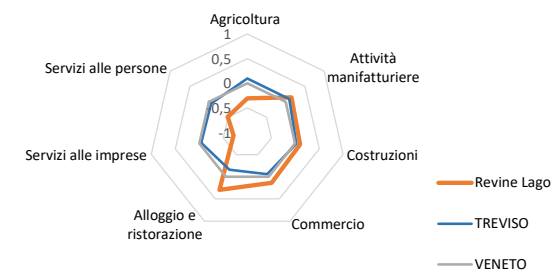 Agricoltura
1
0,5
0
0,5
-1
Attività
manifatturiere
Costruzioni
Commercio
Alloggio e
ristorazione
Servizi alle imprese
Servizi alle persone
Revine Lago
TREVISO
VENETO